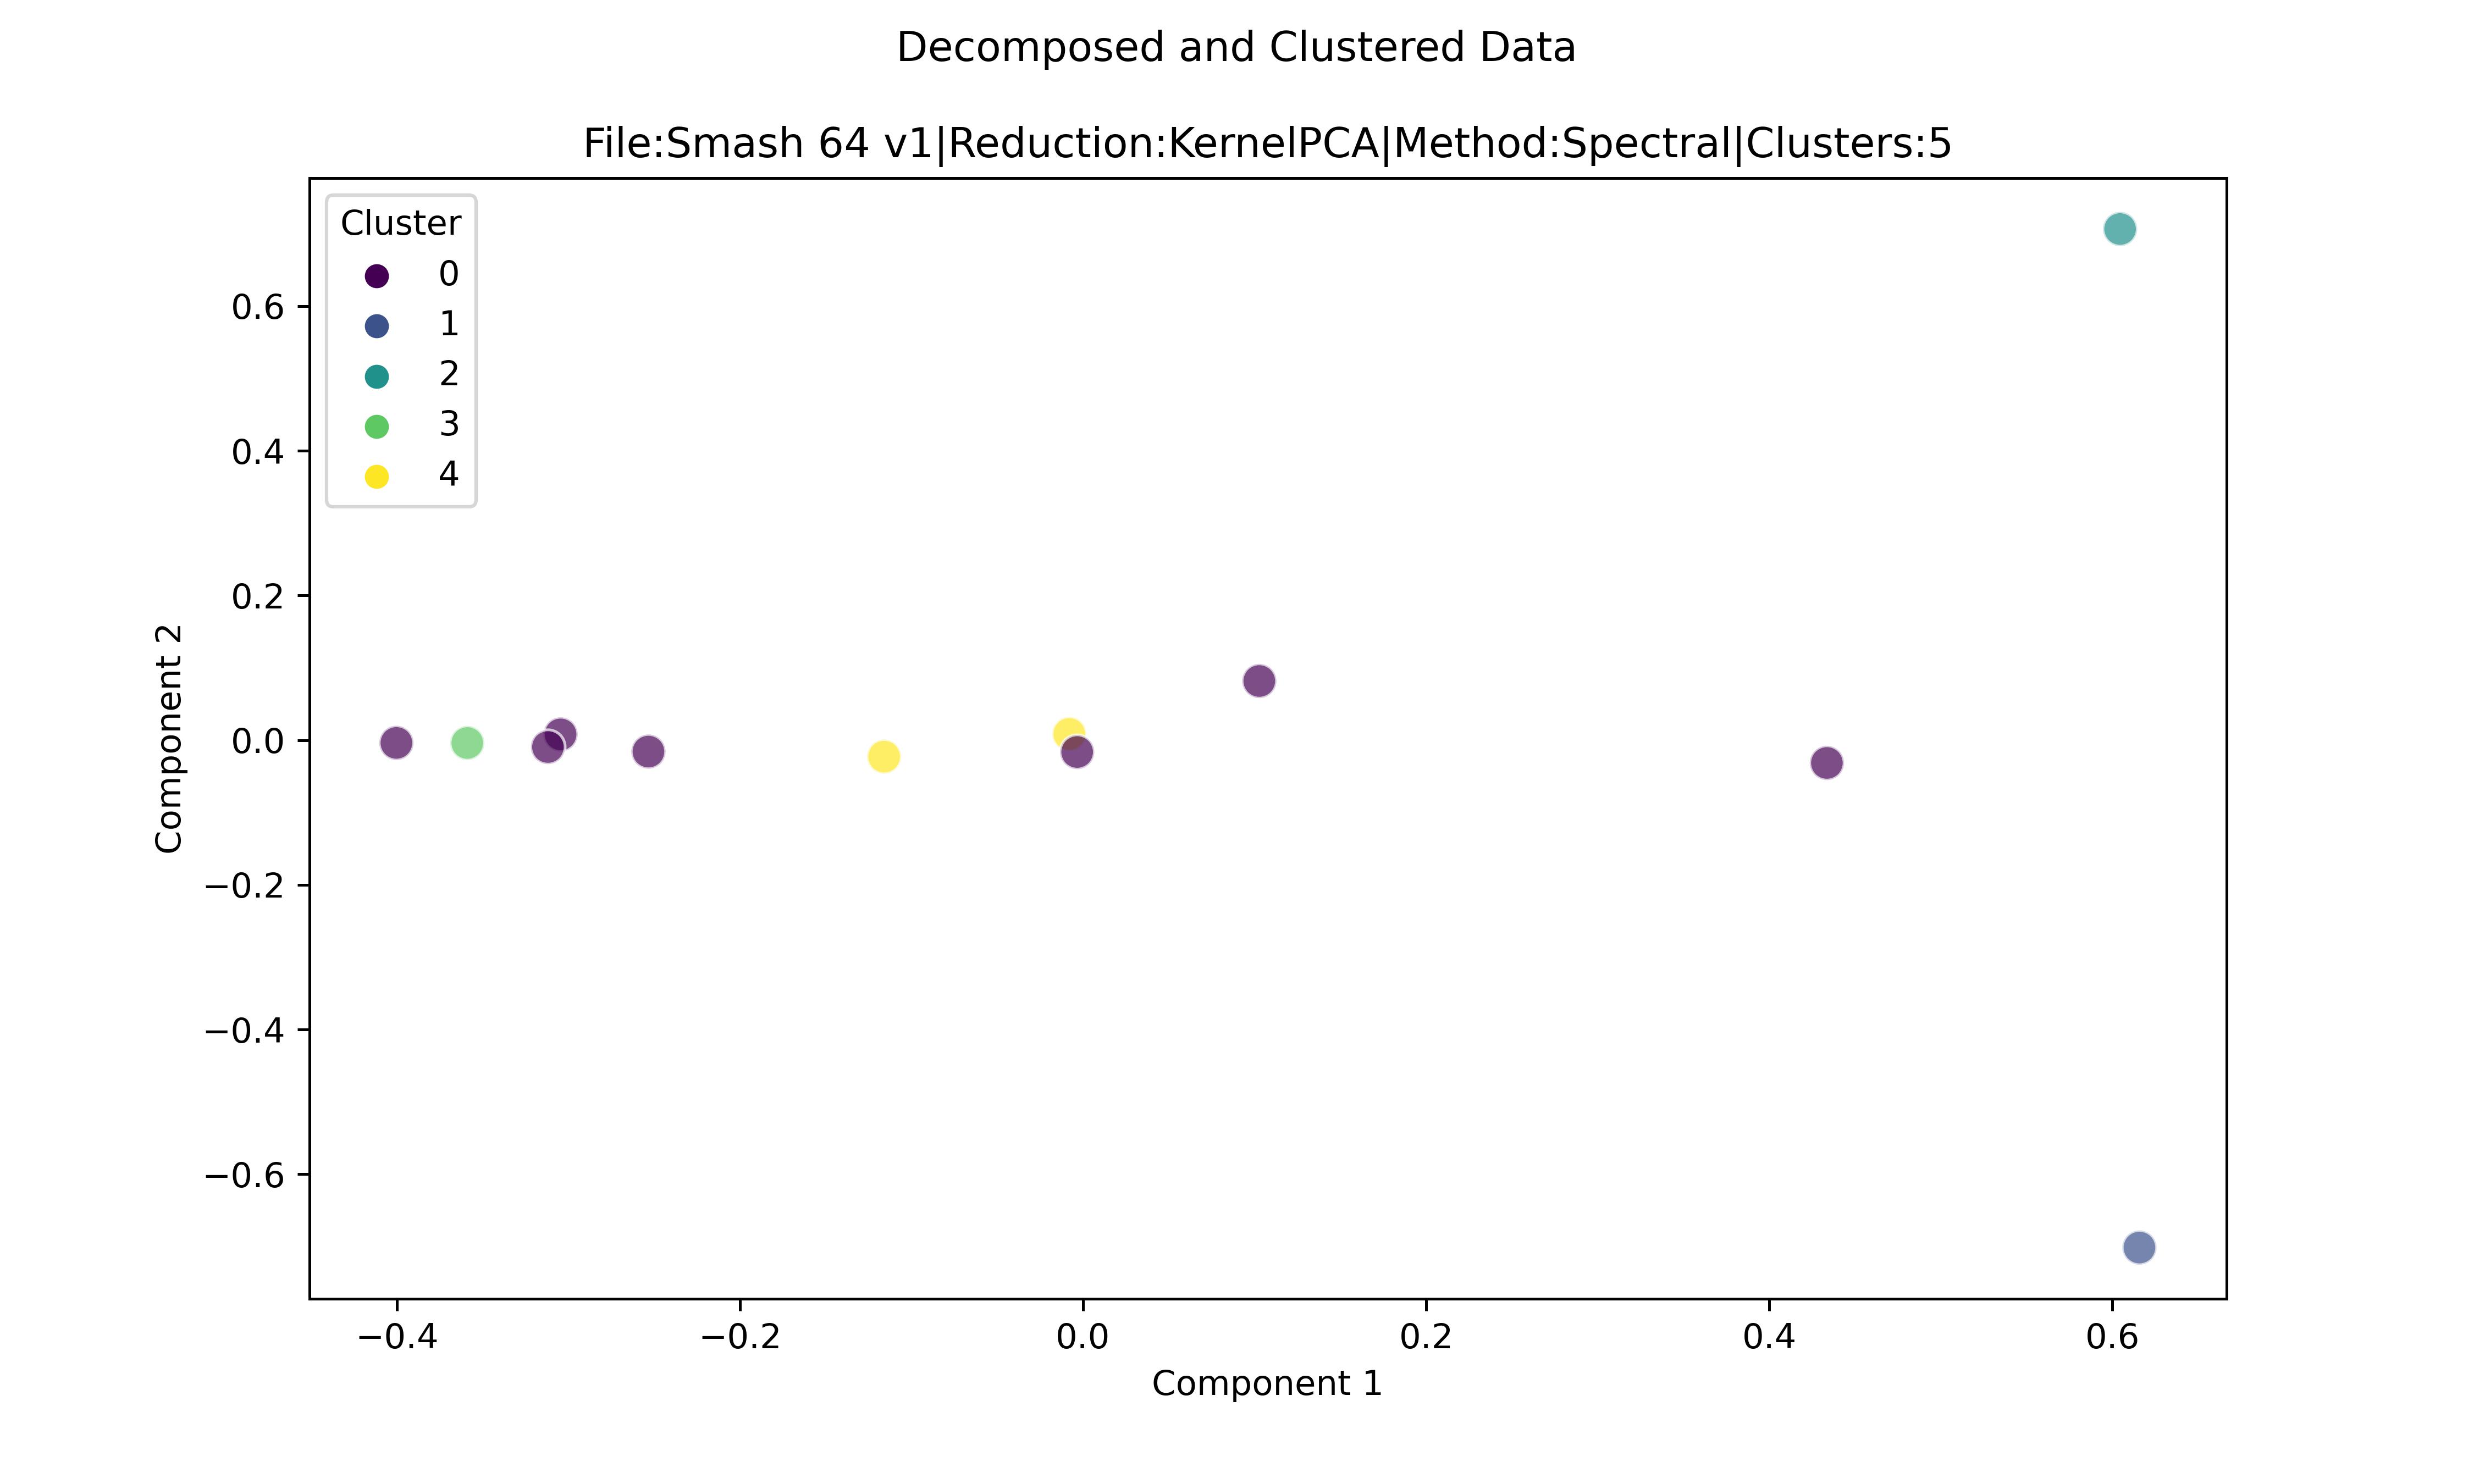 Decomposed and Clustered Data
File:Smash 64 v1|Reduction:KernelPCA|Method:Spectral|Clusters:5
Cluster
0
1
2
3
4
0.6
0.4
0.2
0.0
−0.2
−0.4
−0.6
Component 2
−0.4 −0.2 0.0 0.2 0.4 0.6
Component 1